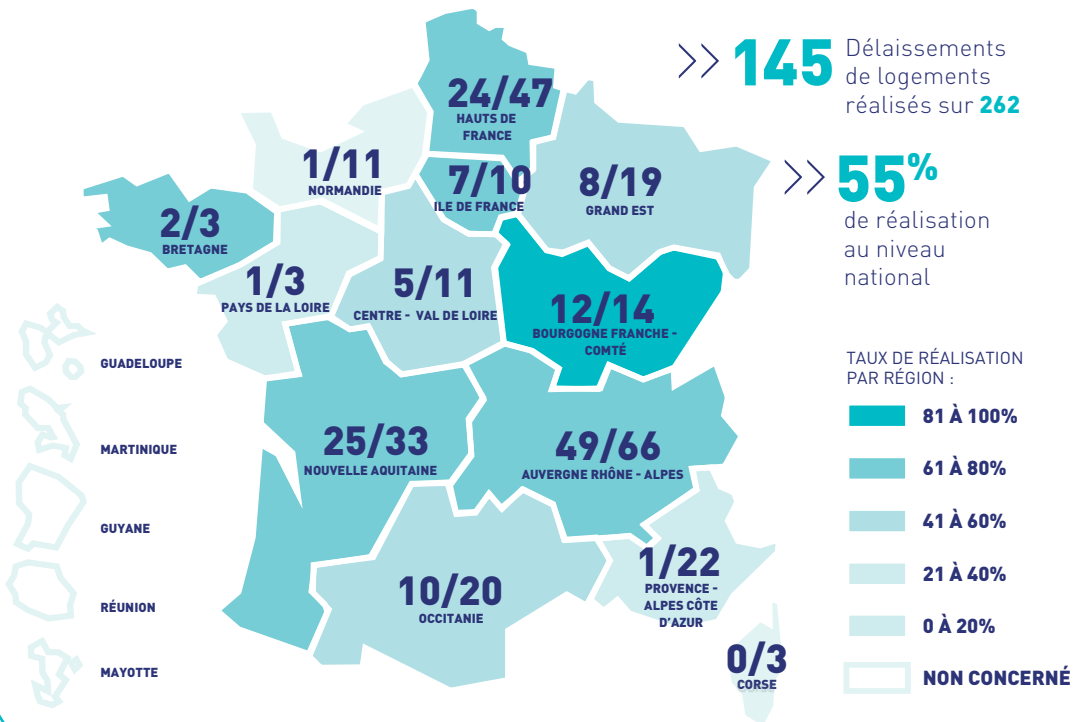 24/47
HAUTS DE
FRANCE
>> 145 Délaissements
de logements
réalisés sur 262
1/11
NORMANDIE
7/10
ILE DE FRANCE
8/19
GRAND EST
>> 55%
de réalisation
au niveau
national
2/3
BRETAGNE
1/3
PAYS DE LA LOIRE
5/11
CENTRE - VAL DE LOIRE
12/14
BOURGOGNE FRANCHE -
COMTÉ
GUADELOUPE
MARTINIQUE
GUYANE
RÉUNION
MAYOTTE
25/33
NOUVELLE AQUITAINE
49/66
AUVERGNE RHÔNE - ALPES
10/20
OCCITANIE
1/22
PROVENCE -
ALPES CÔTE
D'AZUR
0/3
CORSE
TAUX DE RÉALISATION
PAR RÉGION :
81 À 100%
61 À 80%
41 À 60%
21 À 40%
0 À 20%
NON CONCERNÉ